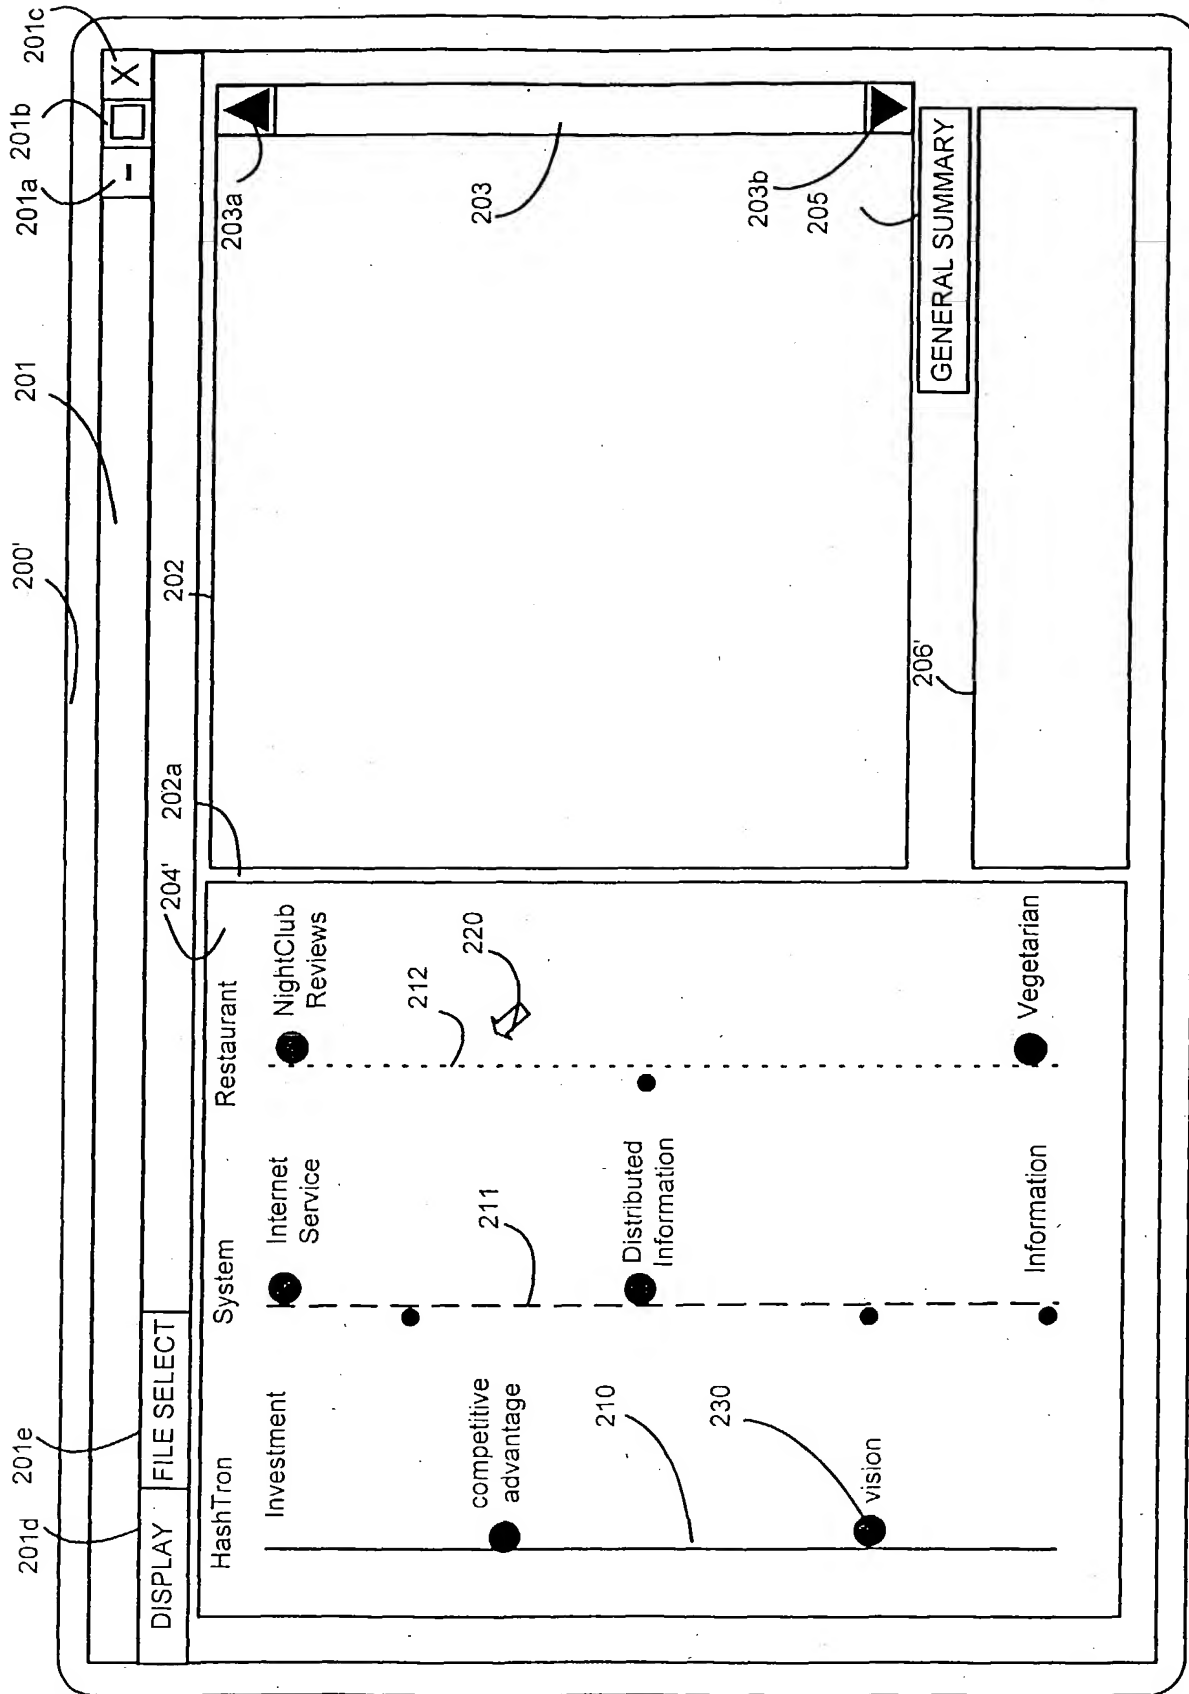 200'
201
201a
201b
201c
201d
201e
DISPLAY
FILE SELECT
204'
202a
202
HashTron
System
Restaurant
Investment
Internet
Service
NightClub
Reviews
203a
competitive
advantage
211
212
220
203
210
Distributed
Information
230
vision
Information
Vegetarian
203b
205
206'
GENERAL SUMMARY